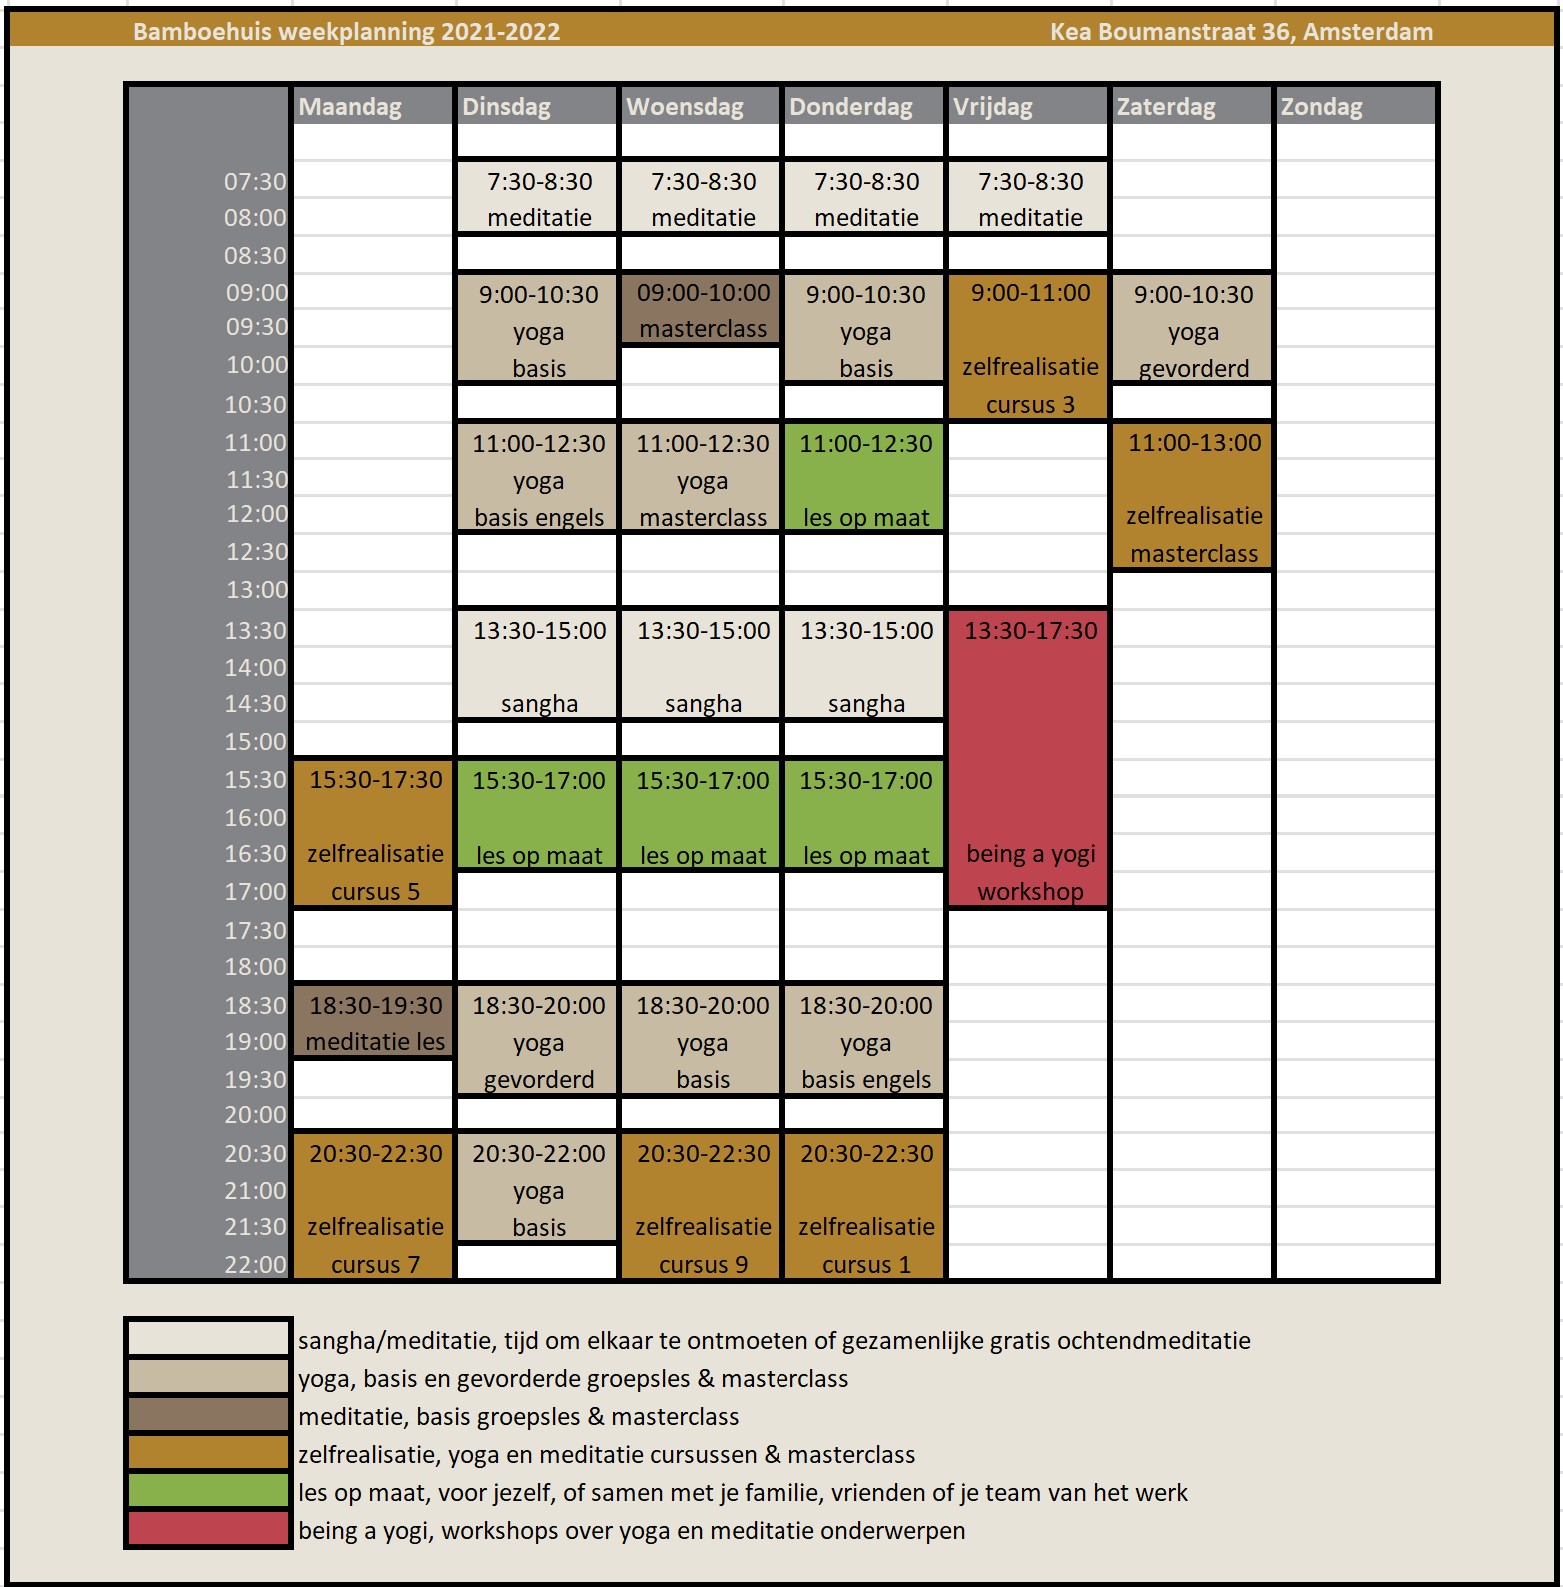 Bamboehuis weekplanning 2021-2022 Kea Boumanstraat 36, Amsterdam
Maandag Dinsdag Woensdag Donderdag Vrijdag Zaterdag Zondag
07:30 7:30-8:30 7:30-8:30 7:30-8:30 7:30-8:30
08:00 meditatie meditatie meditatie meditatie
08:30
09:00 9:00-10:30 09:00-10:00 9:00-10:30 9:00-11:00 9:00-10:30
09:30 yoga masterclass yoga yoga
10:00 basis basis zelfrealisatie gevorderd
10:30 cursus 3
11:00 11:00-12:30 11:00-12:30 11:00-12:30 11:00-13:00
11:30 yoga yoga
12:00 basis engels masterclass les op maat zelfrealisatie
12:30 masterclass
13:00
13:30 13:30-15:00 13:30-15:00 13:30-15:00 13:30-17:30
14:00
14:30 sangha sangha sangha
15:00
15:30 15:30-17:30 15:30-17:00 15:30-17:00 15:30-17:00
16:00
16:30 zelfrealisatie les op maat les op maat les op maat being a yogi
17:00 cursus 5 workshop
17:30
18:00
18:30 18:30-19:30 18:30-20:00 18:30-20:00 18:30-20:00
19:00 meditatie les yoga yoga yoga
19:30 gevorderd basis basis engels
20:00
20:30 20:30-22:30 20:30-22:00 20:30-22:30 20:30-22:30
21:00 yoga
21:30 zelfrealisatie basis zelfrealisatie zelfrealisatie
22:00 cursus 7 cursus 9 cursus 1
sangha/meditatie, tijd om elkaar te ontmoeten of gezamenlijke gratis ochtendmeditatie
yoga, basis en gevorderde groepsles & masterclass
meditatie, basis groepsles & masterclass
zelfrealisatie, yoga en meditatie cursussen & masterclass
les op maat, voor jezelf, of samen met je familie, vrienden of je team van het werk
being a yogi, workshops over yoga en meditatie onderwerpen